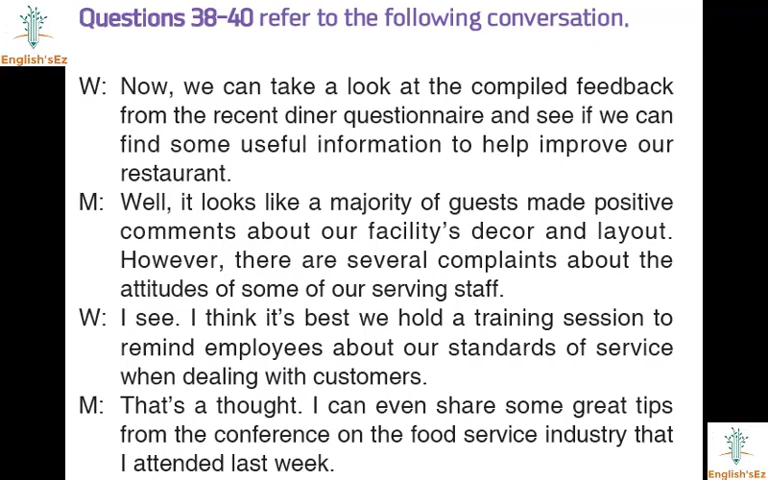 Questions 38–40 refer to the following conversation.
English'sEz
W: Now, we can take a look at the compiled feedback
from the recent diner questionnaire and see if we can
find some useful information to help improve our
restaurant.
M: Well, it looks like a majority of guests made positive
comments about our facility's decor and layout.
However, there are several complaints about the
attitudes of some of our serving staff.
W: I see. I think it's best we hold a training session to
remind employees about our standards of service
when dealing with customers.
M: That's a thought. I can even share some great tips
from the conference on the food service industry that
I attended last week.
English'sEz